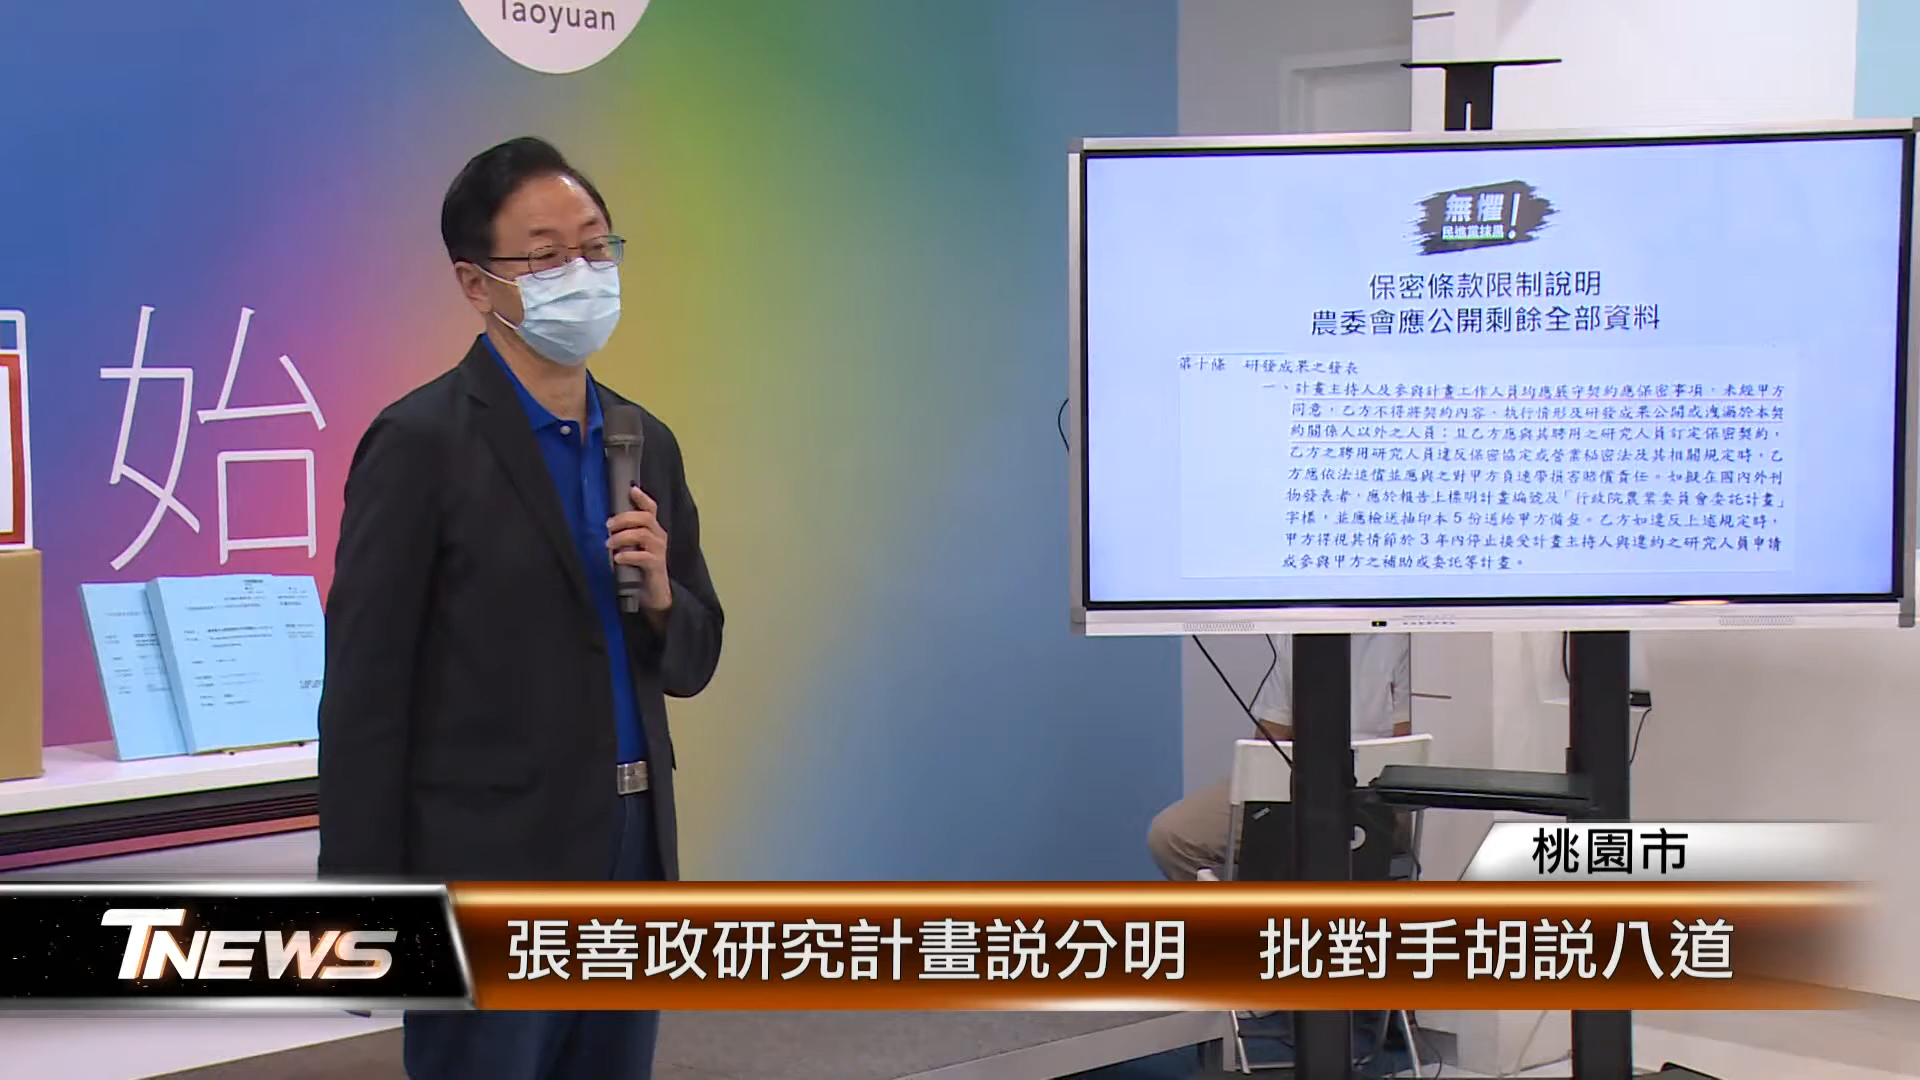 Taoyuan
始
無懼!
民進黨抹黑
保密條款限制說明
農委會應公開剩餘全部資料
第十條 研發成果之發表
一、計畫主持人及參與計畫工作人員均應嚴守契約應保密事項,未經甲方
同意,乙方不得將契約內容、執行情形及研發成果公開或洩漏於本契
約關係人以外之人員;且乙方應與其聘用之研究人員訂定保密契約,
乙方之聘用研究人員違反保密協定或營業秘密法及其相關規定時,乙
方應依法追償並應與之對甲方負連帶損害賠償責任。如擬在國內外刊
物發表者,應於報告上標明計畫編號及「行政院農業委員會委託計畫」
字樣,並應檢送抽印本5份送給甲方備查。乙方如違反上述規定時,
甲方得視其情節於3年內停止接受計畫主持人與違約之研究人員申請
或參與甲方之補助或委託等計畫。
桃園市
TNEWS
張善政研究計畫説分明 批對手胡説八道